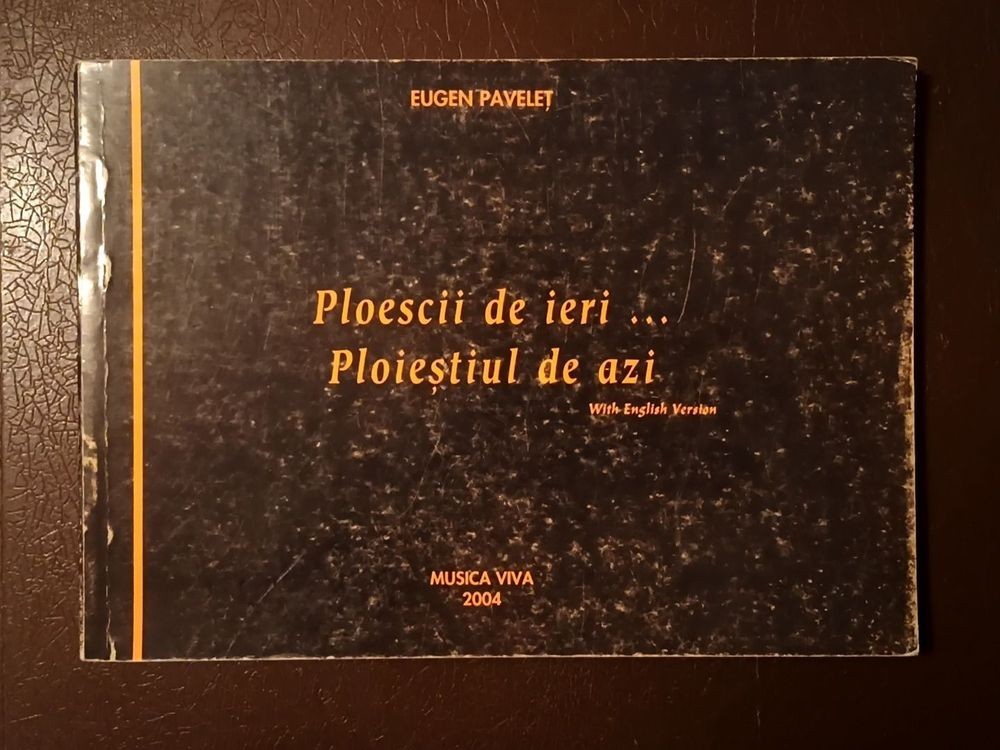 EUGEN PAVELEȚ
Ploescii de ieri ...
Ploieștiul de azi
With English Version
MUSICA VIVA
2004